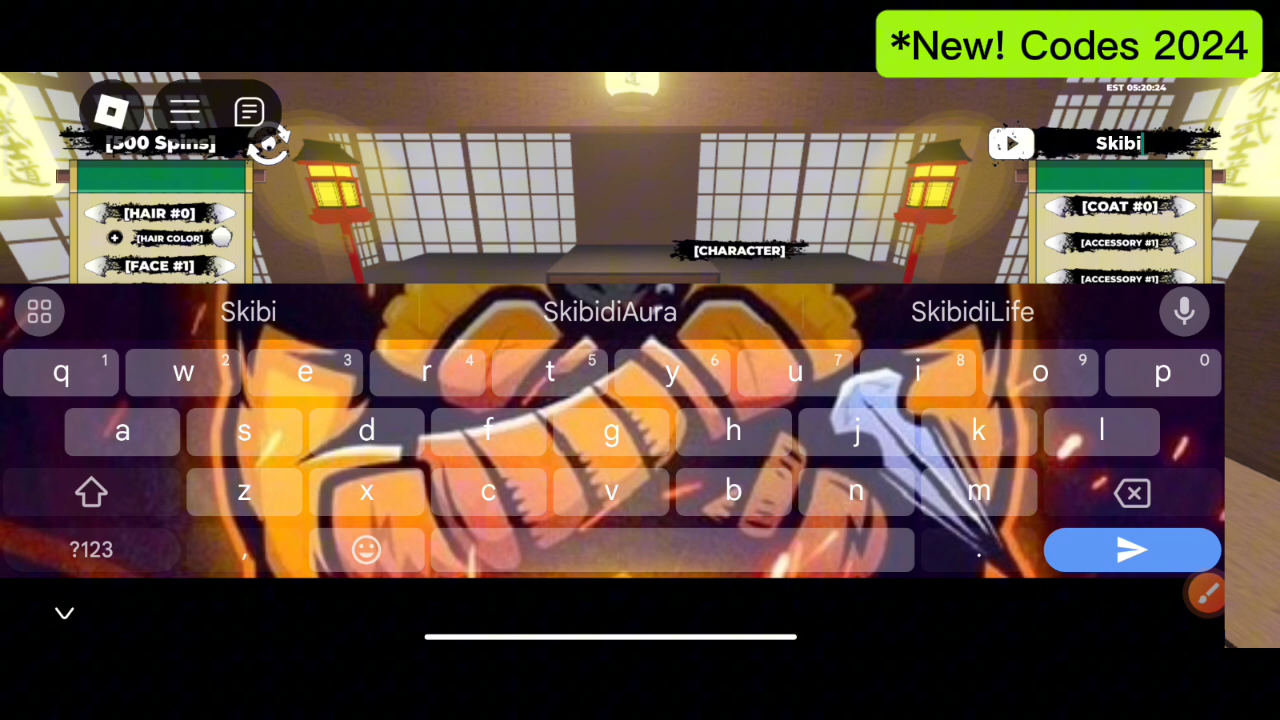 *New! Codes 2024
EST 05:20:24
[500 Spins]
Skibi
[HAIR #0]
[COAT #0]
[HAIR COLOR]
[ACCESSORY #1]
[CHARACTER]
[FACE #1]
[ACCESSORY #1]
Skibi SkibidiAura SkibidiLife
q 1 w 2 e 3 r 4 t 5 y 6 u 7 i 8 o 9 p 0
a s d f g h j k l
z x c v b n m
?123 , .